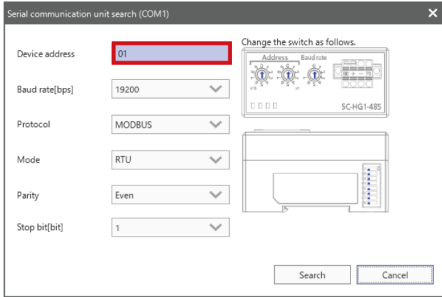 Serial communication unit search (COM1)
Device address
01
Change the switch as follows.
Baud rate[bps]
19200
Protocol
MODBUS
Mode
RTU
Parity
Even
Stop bit[bit]
1
Address
Baud rate
SC-HG1-485
Search
Cancel